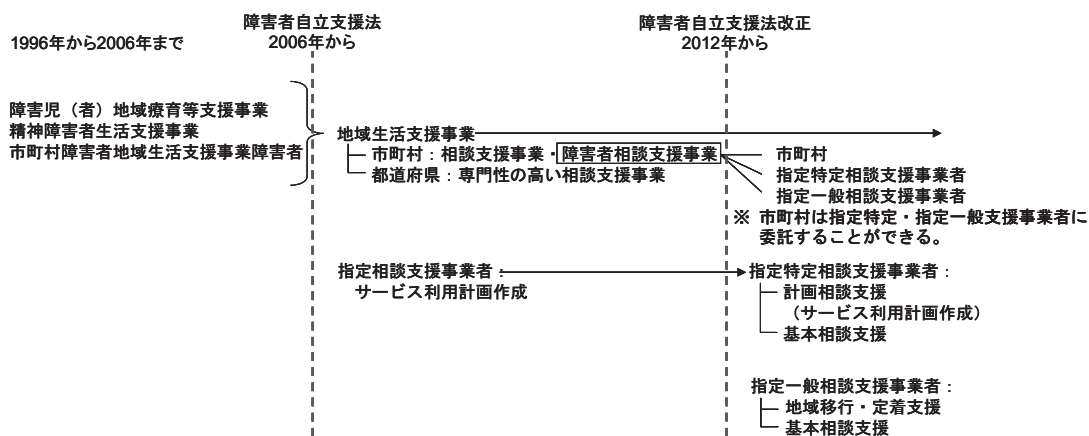 障害者自立支援法
2006年から
障害者自立支援法改正
2012年から
1996年から2006年まで
障害児（者）地域療育等支援事業
精神障害者生活支援事業
市町村障害者地域生活支援事業障害者
地域生活支援事業
市町村：相談支援事業・障害者相談支援事業
都道府県：専門性の高い相談支援事業
市町村
指定特定相談支援事業者
指定一般相談支援事業者
※ 市町村は指定特定・指定一般支援事業者に
委託することができる。
指定相談支援事業者：
サービス利用計画作成
指定特定相談支援事業者：
計画相談支援
（サービス利用計画作成）
基本相談支援
指定一般相談支援事業者：
地域移行・定着支援
基本相談支援